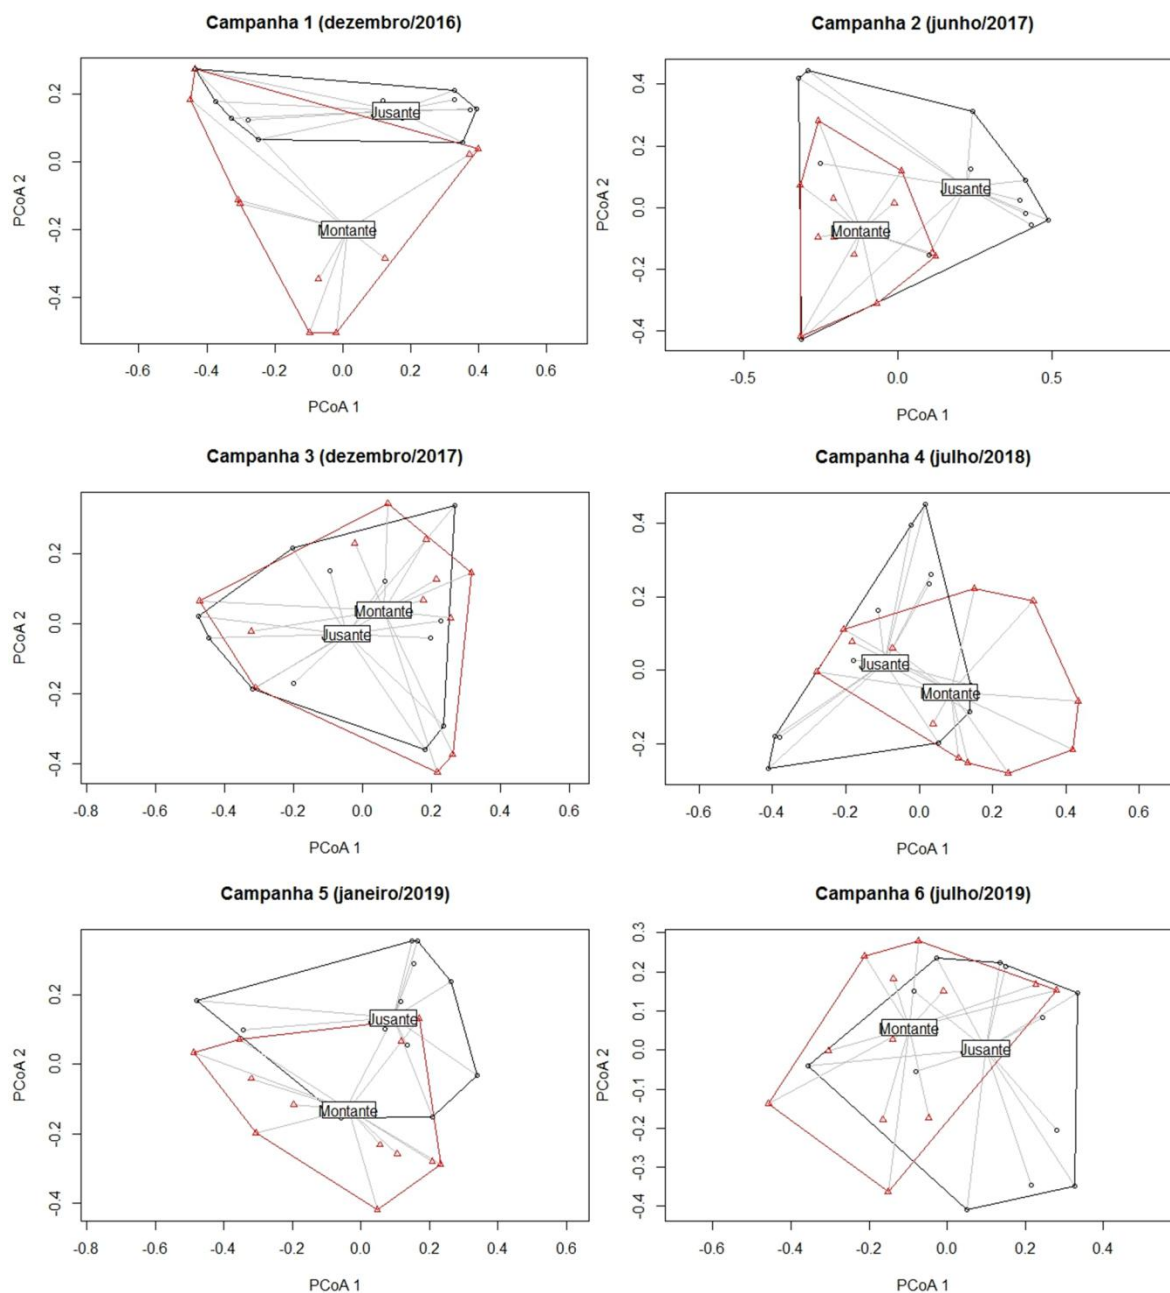 Campanha 1 (dezembro/2016)
PCoA 2
0.2
0.0
-0.2
-0.4
Jusante
Montante
-0.6 -0.4 -0.2 0.0 0.2 0.4 0.6
PCoA 1
Campanha 2 (junho/2017)
PCoA 2
0.4
0.2
0.0
-0.2
-0.4
Jusante
Montante
-0.5 0.0 0.5
PCoA 1
Campanha 3 (dezembro/2017)
PCoA 2
0.2
0.0
-0.2
-0.4
Montante
Jusante
-0.8 -0.6 -0.4 -0.2 0.0 0.2 0.4 0.6
PCoA 1
Campanha 4 (julho/2018)
PCoA 2
0.4
0.2
0.0
-0.2
Jusante
Montante
-0.6 -0.4 -0.2 0.0 0.2 0.4 0.6
PCoA 1
Campanha 5 (janeiro/2019)
PCoA 2
0.2
0.0
-0.2
-0.4
Jusante
Montante
-0.8 -0.6 -0.4 -0.2 0.0 0.2 0.4 0.6
PCoA 1
Campanha 6 (julho/2019)
PCoA 2
0.3
0.2
0.1
0.0
-0.1
-0.2
-0.3
-0.4
Montante
Jusante
-0.6 -0.4 -0.2 0.0 0.2 0.4
PCoA 1